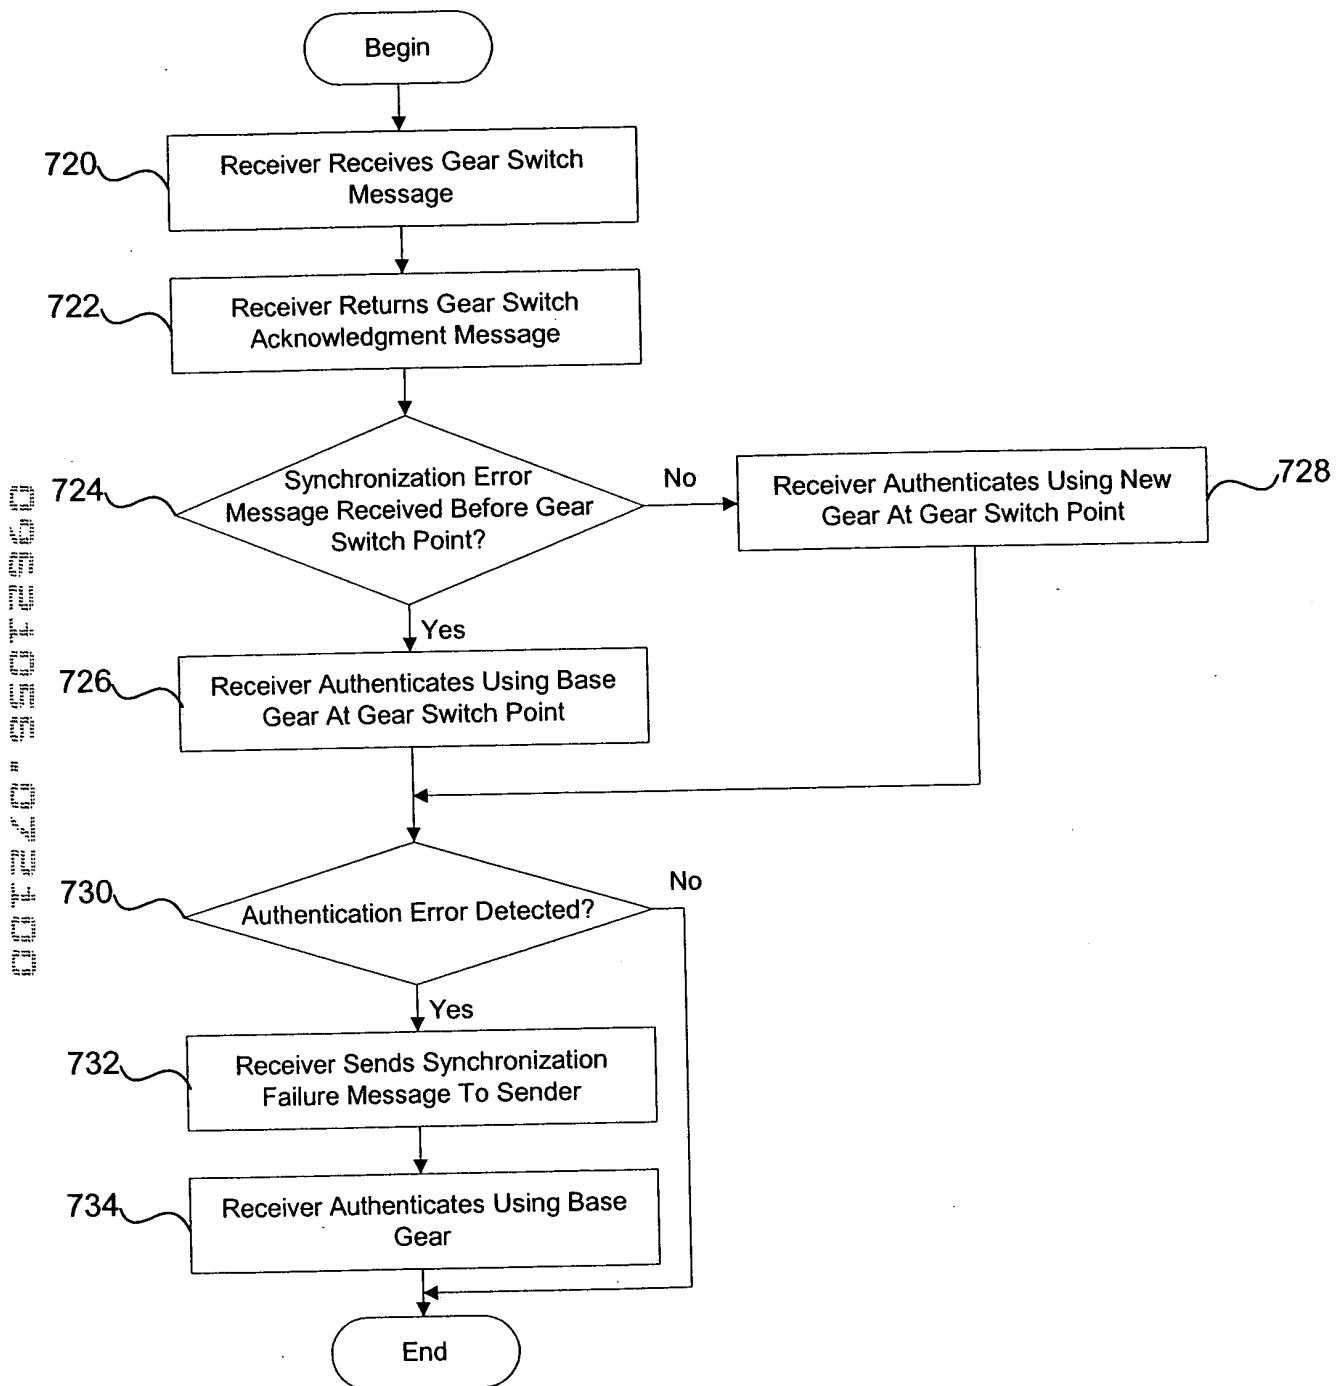 Begin
720
Receiver Receives Gear Switch
Message
722
Receiver Returns Gear Switch
Acknowledgment Message
724
Synchronization Error
Message Received Before Gear
Switch Point?
No
Receiver Authenticates Using New
Gear At Gear Switch Point
728
Yes
726
Receiver Authenticates Using Base
Gear At Gear Switch Point
730
Authentication Error Detected?
No
Yes
732
Receiver Sends Synchronization
Failure Message To Sender
734
Receiver Authenticates Using Base
Gear
End
09621056.072100